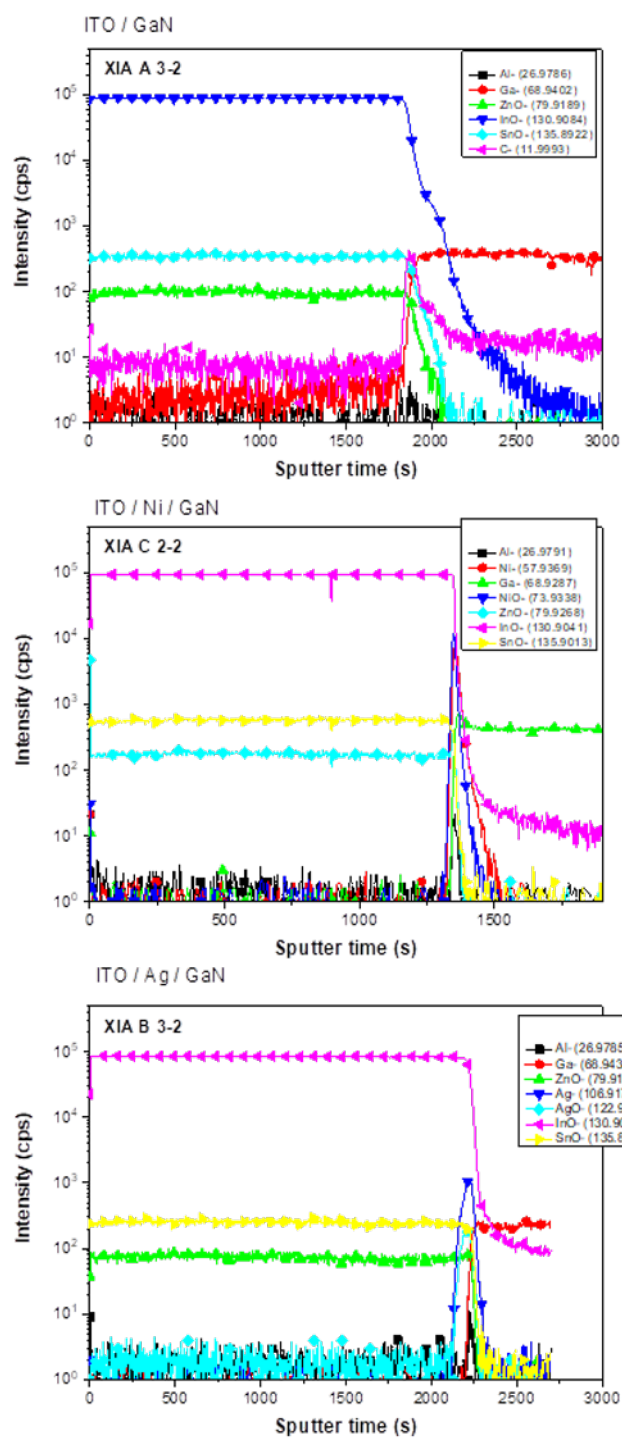 ITO / GaN
XIA A 3-2
Al- (26.9786)
Ga- (68.9402)
ZnO- (79.9189)
InO- (130.9084)
SnO- (135.8922)
C- (11.9993)
Intensity (cps)
10^5
10^4
10^3
10^2
10^1
10^0
0 500 1000 1500 2000 2500 3000
Sputter time (s)
ITO / Ni / GaN
XIA C 2-2
Al- (26.9791)
Ni- (57.9369)
Ga- (68.9287)
NiO- (73.9338)
ZnO- (79.9268)
InO- (130.9041)
SnO- (135.9013)
Intensity (cps)
10^5
10^4
10^3
10^2
10^1
10^0
0 500 1000 1500
Sputter time (s)
ITO / Ag / GaN
XIA B 3-2
Al- (26.9785
Ga- (68.943
ZnO- (79.91
Ag- (106.91
AgO- (122.9
InO- (130.90
SnO- (135.8
Intensity (cps)
10^5
10^4
10^3
10^2
10^1
10^0
0 500 1000 1500 2000 2500 3000
Sputter time (s)